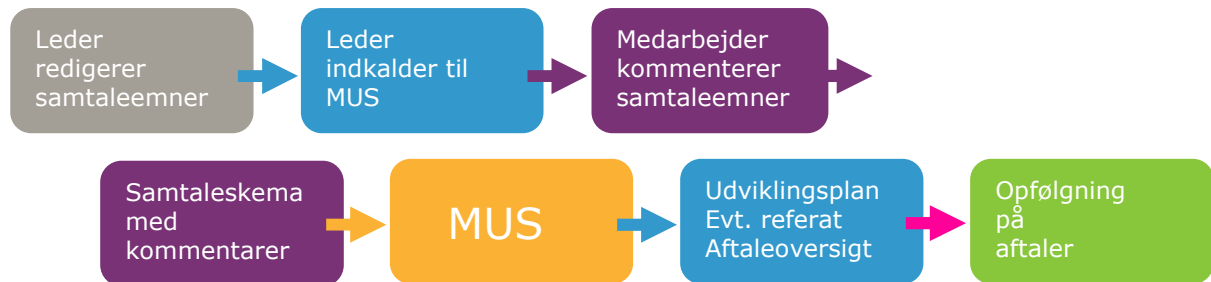 Leder
redigerer
samtaleemner
Leder
indkalder til
MUS
Medarbejder
kommenterer
samtaleemner
Samtaleskema
med
kommentarer
MUS
Udviklingsplan
Evt. referat
Aftaleoversigt
Opfølgning
på
aftaler